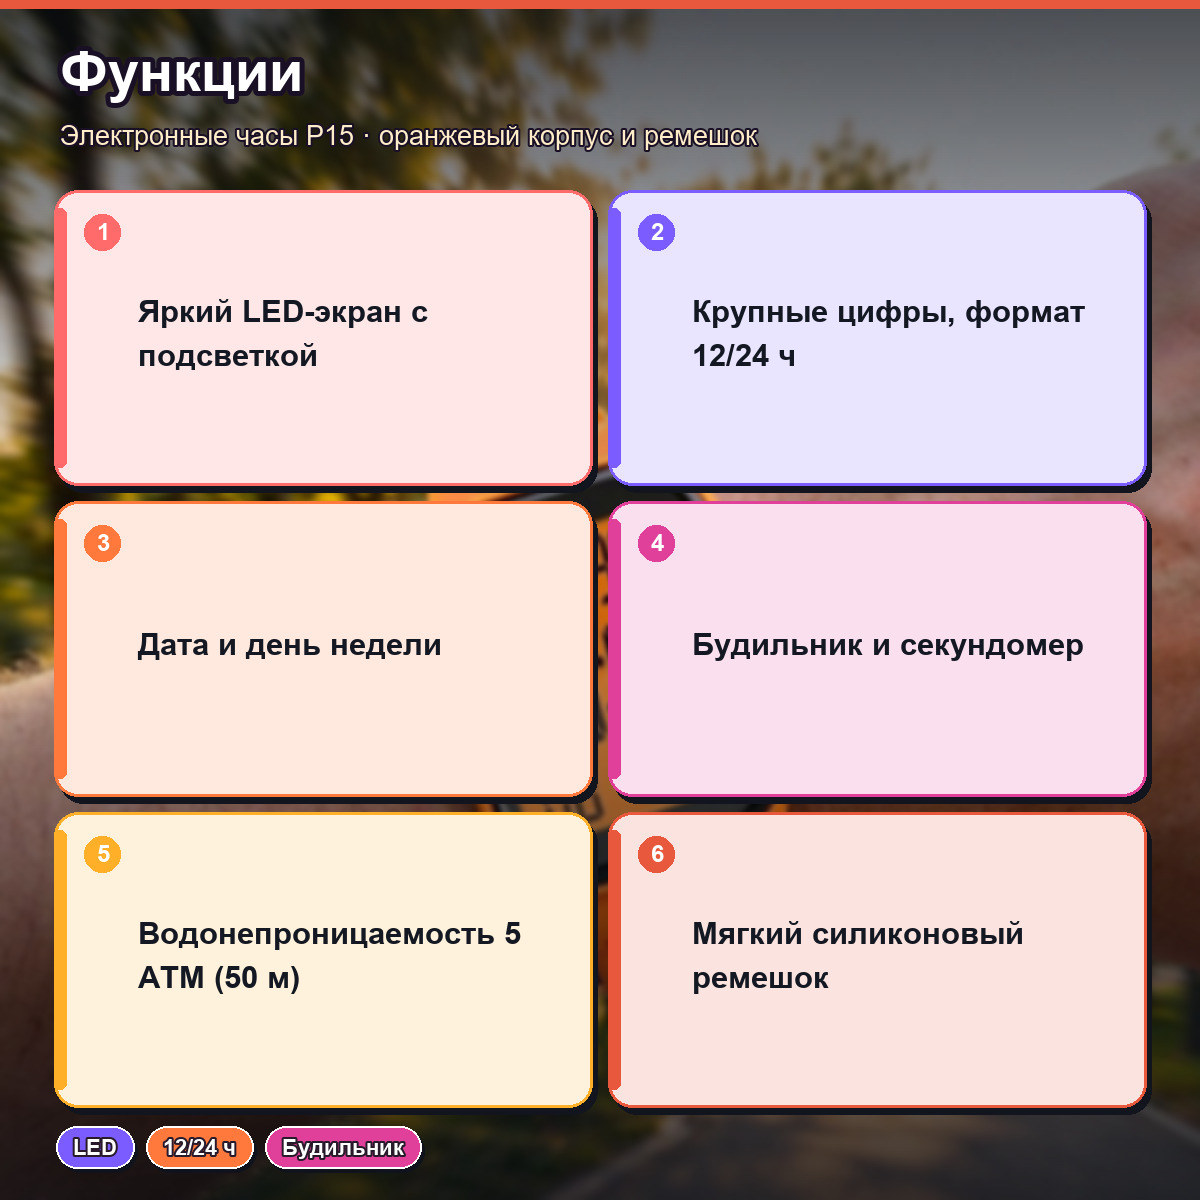 Функции
Электронные часы P15 · оранжевый корпус и ремешок
1
Яркий LED-экран с
подсветкой
2
Крупные цифры, формат
12/24 ч
3
Дата и день недели
4
Будильник и секундомер
5
Водонепроницаемость 5
АТМ (50 м)
6
Мягкий силиконовый
ремешок
LED
12/24 ч
Будильник